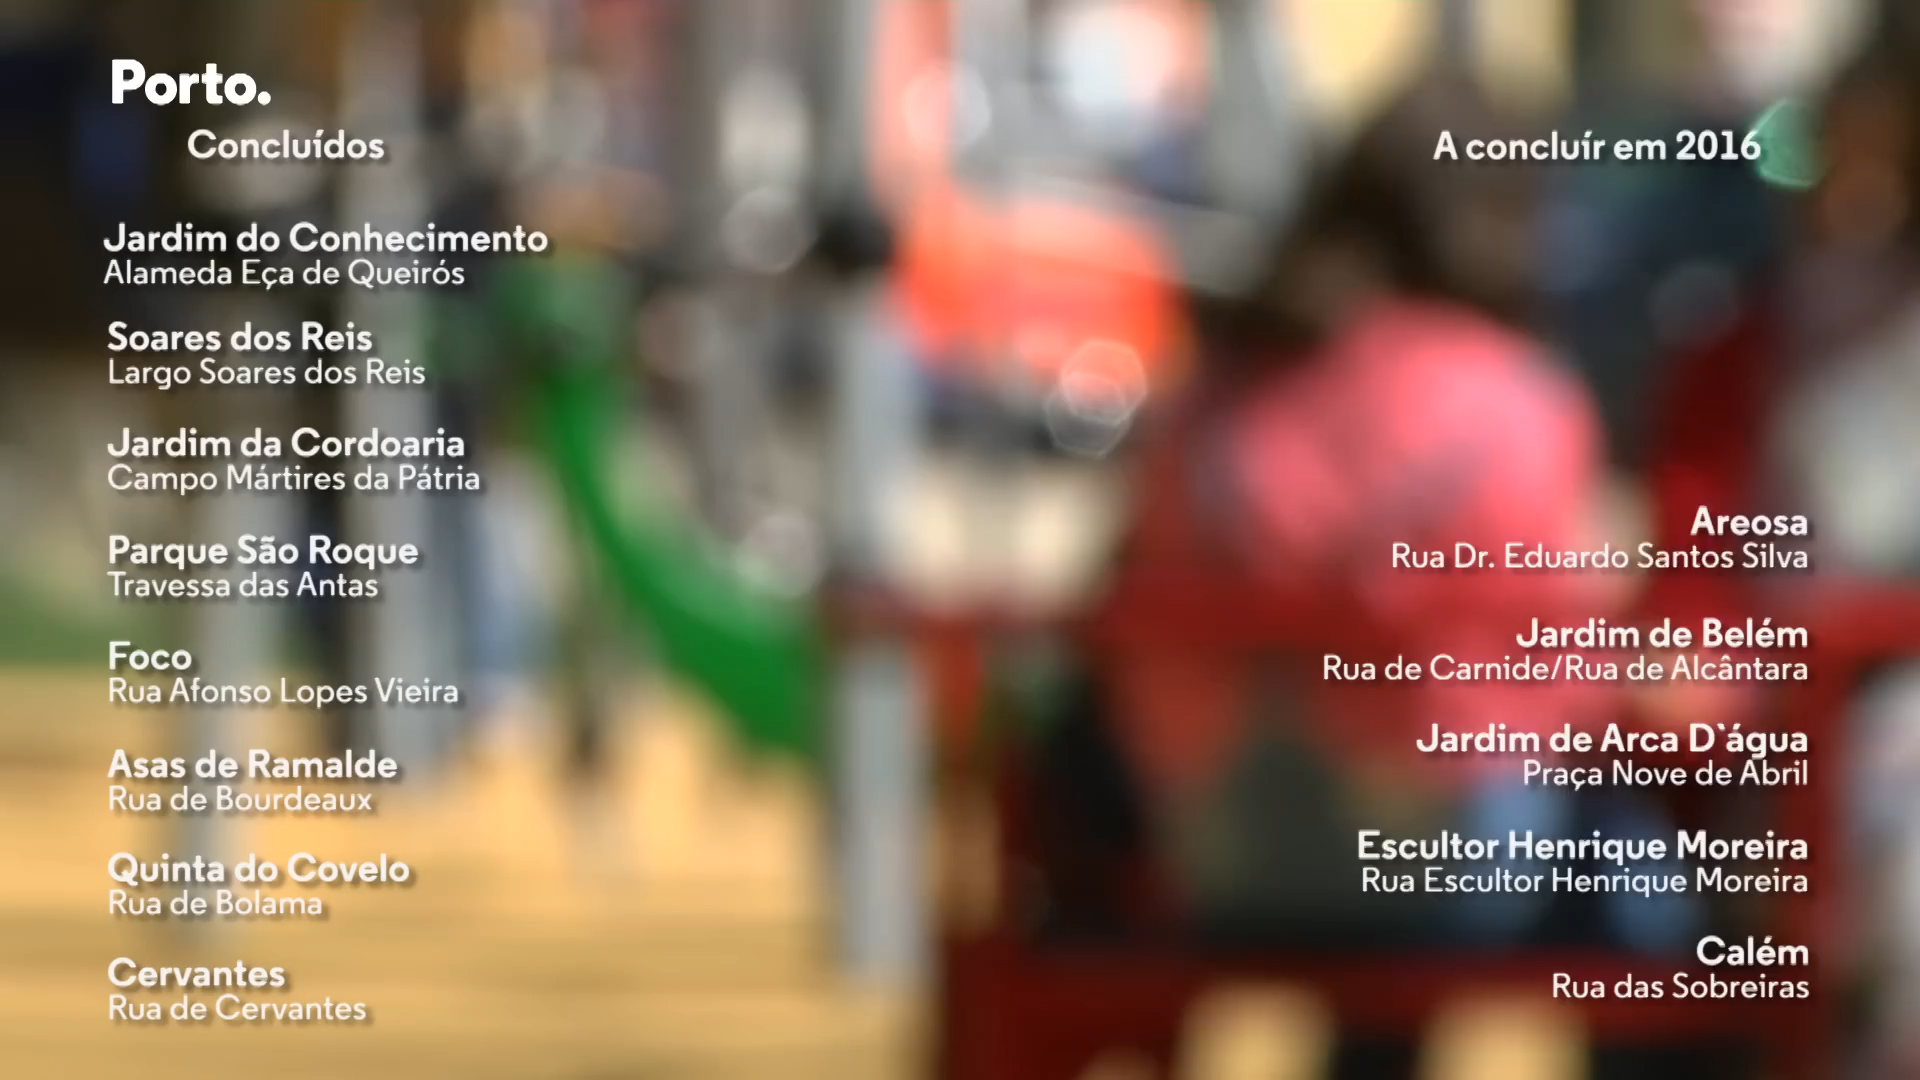 Porto.
Concluídos
Jardim do Conhecimento
Alameda Eça de Queirós
Soares dos Reis
Largo Soares dos Reis
Jardim da Cordoaria
Campo Mártires da Pátria
Parque São Roque
Travessa das Antas
Foco
Rua Afonso Lopes Vieira
Asas de Ramalde
Rua de Bourdeaux
Quinta do Covelo
Rua de Bolama
Cervantes
Rua de Cervantes
A concluír em 2016
Areosa
Rua Dr. Eduardo Santos Silva
Jardim de Belém
Rua de Carnide/Rua de Alcântara
Jardim de Arca D`água
Praça Nove de Abril
Escultor Henrique Moreira
Rua Escultor Henrique Moreira
Calém
Rua das Sobreiras